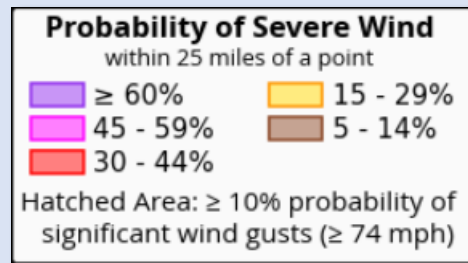 Probability of Severe Wind
within 25 miles of a point
≥ 60%
15 - 29%
45 - 59%
5 - 14%
30 - 44%
Hatched Area: ≥ 10% probability of
significant wind gusts (≥ 74 mph)